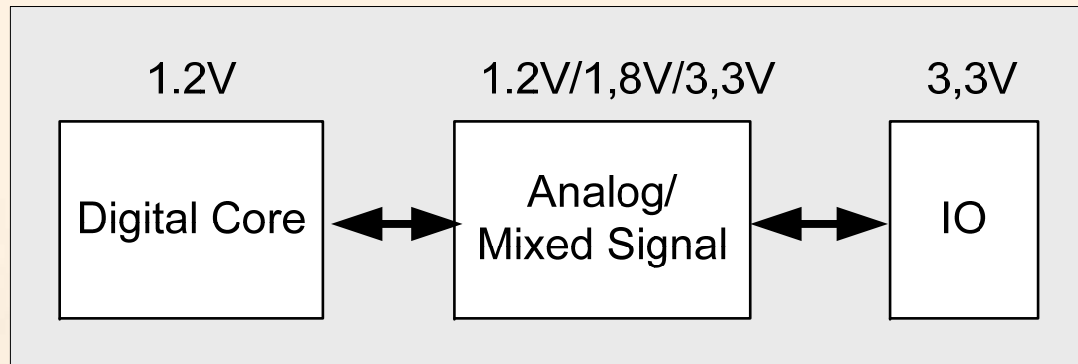 1.2V
1.2V/1,8V/3,3V
3,3V
Digital Core
Analog/
Mixed Signal
IO